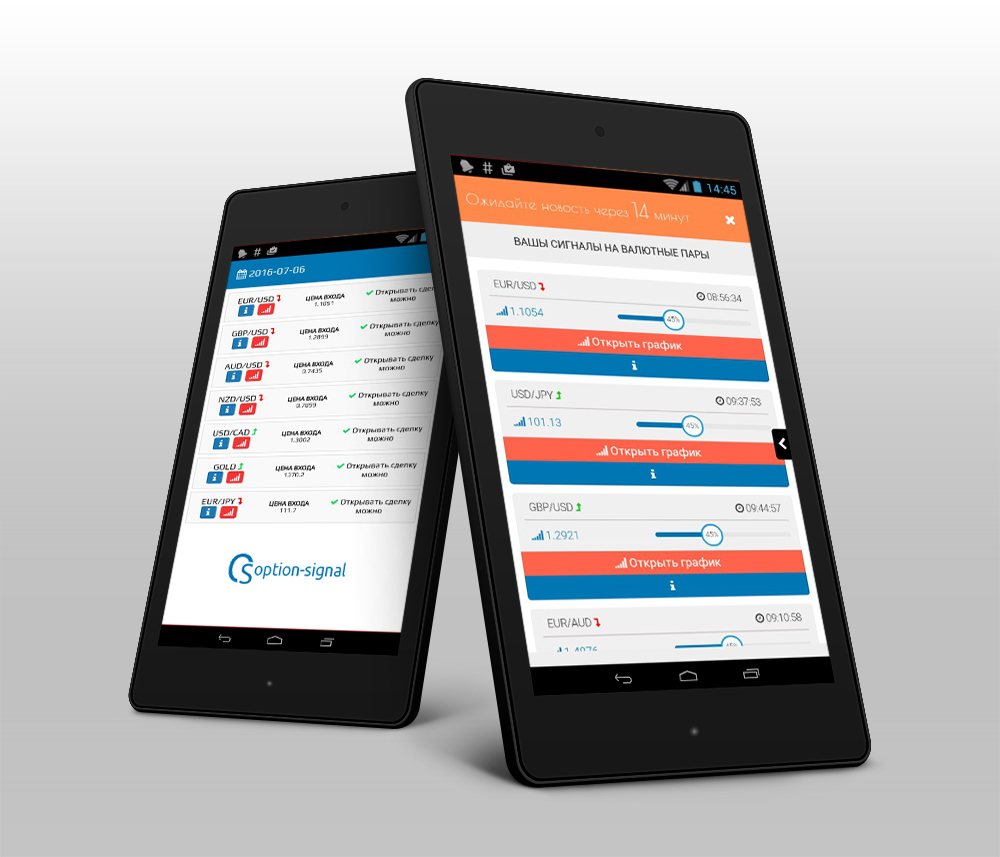 2016-07-06
EUR/USD
ЦЕНА ВХОДА
1.1051
Открывать сделку
можно
GBP/USD
ЦЕНА ВХОДА
1.2899
Открывать сделку
можно
AUD/USD
ЦЕНА ВХОДА
0.7435
Открывать сделку
можно
NZD/USD
ЦЕНА ВХОДА
0.7099
Открывать сделку
можно
USD/CAD
ЦЕНА ВХОДА
1.3002
Открывать сделку
можно
GOLD
ЦЕНА ВХОДА
1370.2
Открывать сделку
можно
EUR/JPY
ЦЕНА ВХОДА
111.7
Открывать сделку
можно
option-signal
14:45
Ожидайте новость через 14 минут
ВАШЫ СИГНАЛЫ НА ВАЛЮТНЫЕ ПАРЫ
EUR/USD
08:56:34
1.1054
45%
Открыть график
USD/JPY
09:37:53
101.13
45%
Открыть график
GBP/USD
09:44:57
1.2921
45%
Открыть график
EUR/AUD
09:10:58
1.4976
45%